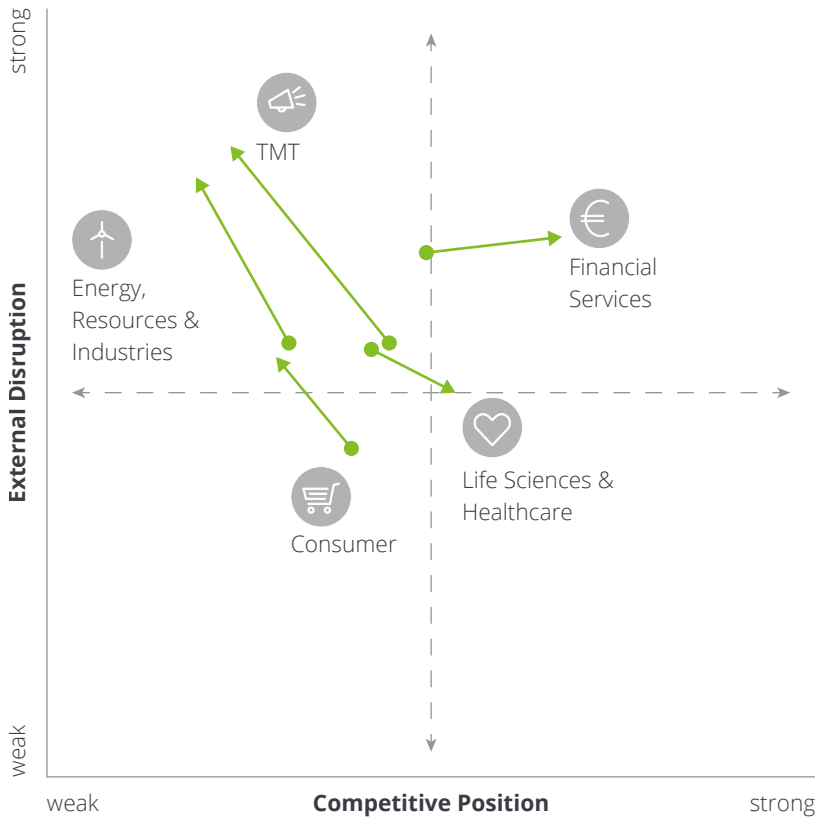 strong
TMT
Financial
Services
Energy,
Resources &
Industries
External Disruption
Life Sciences &
Healthcare
Consumer
weak
weak
Competitive Position
strong